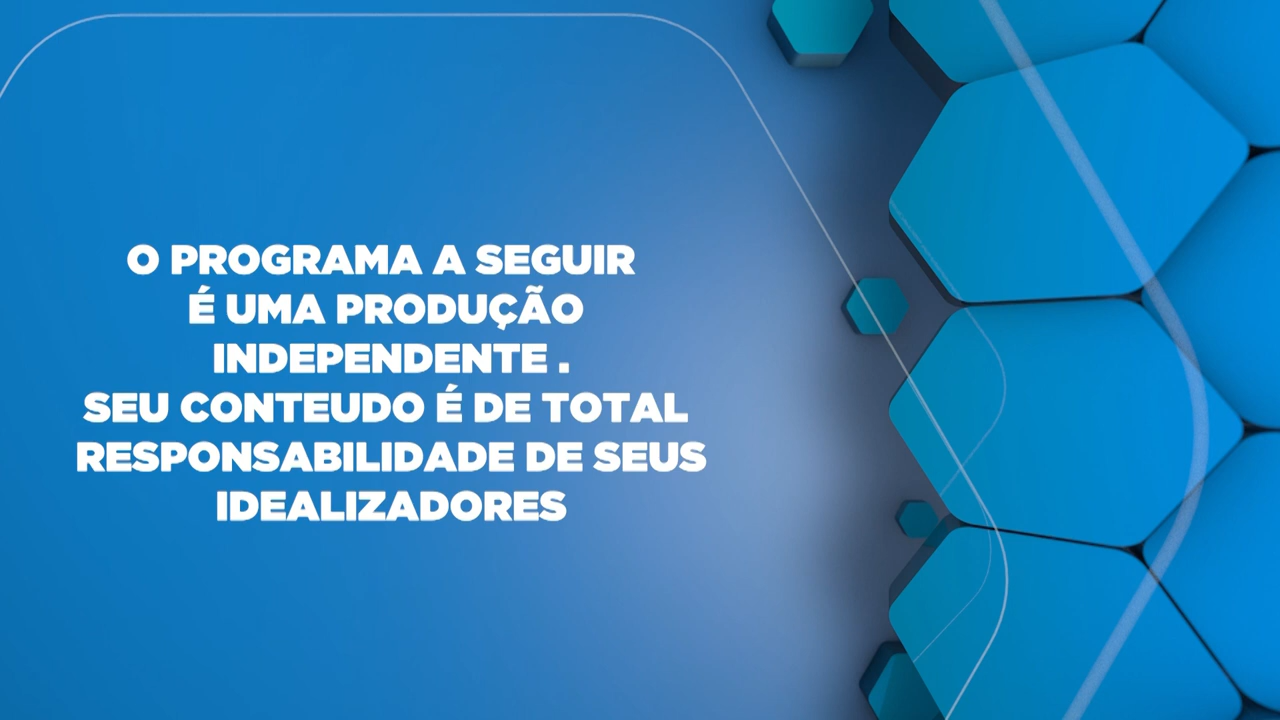 O PROGRAMA A SEGUIR
É UMA PRODUÇÃO
INDEPENDENTE .
SEU CONTEUDO É DE TOTAL
RESPONSABILIDADE DE SEUS
IDEALIZADORES